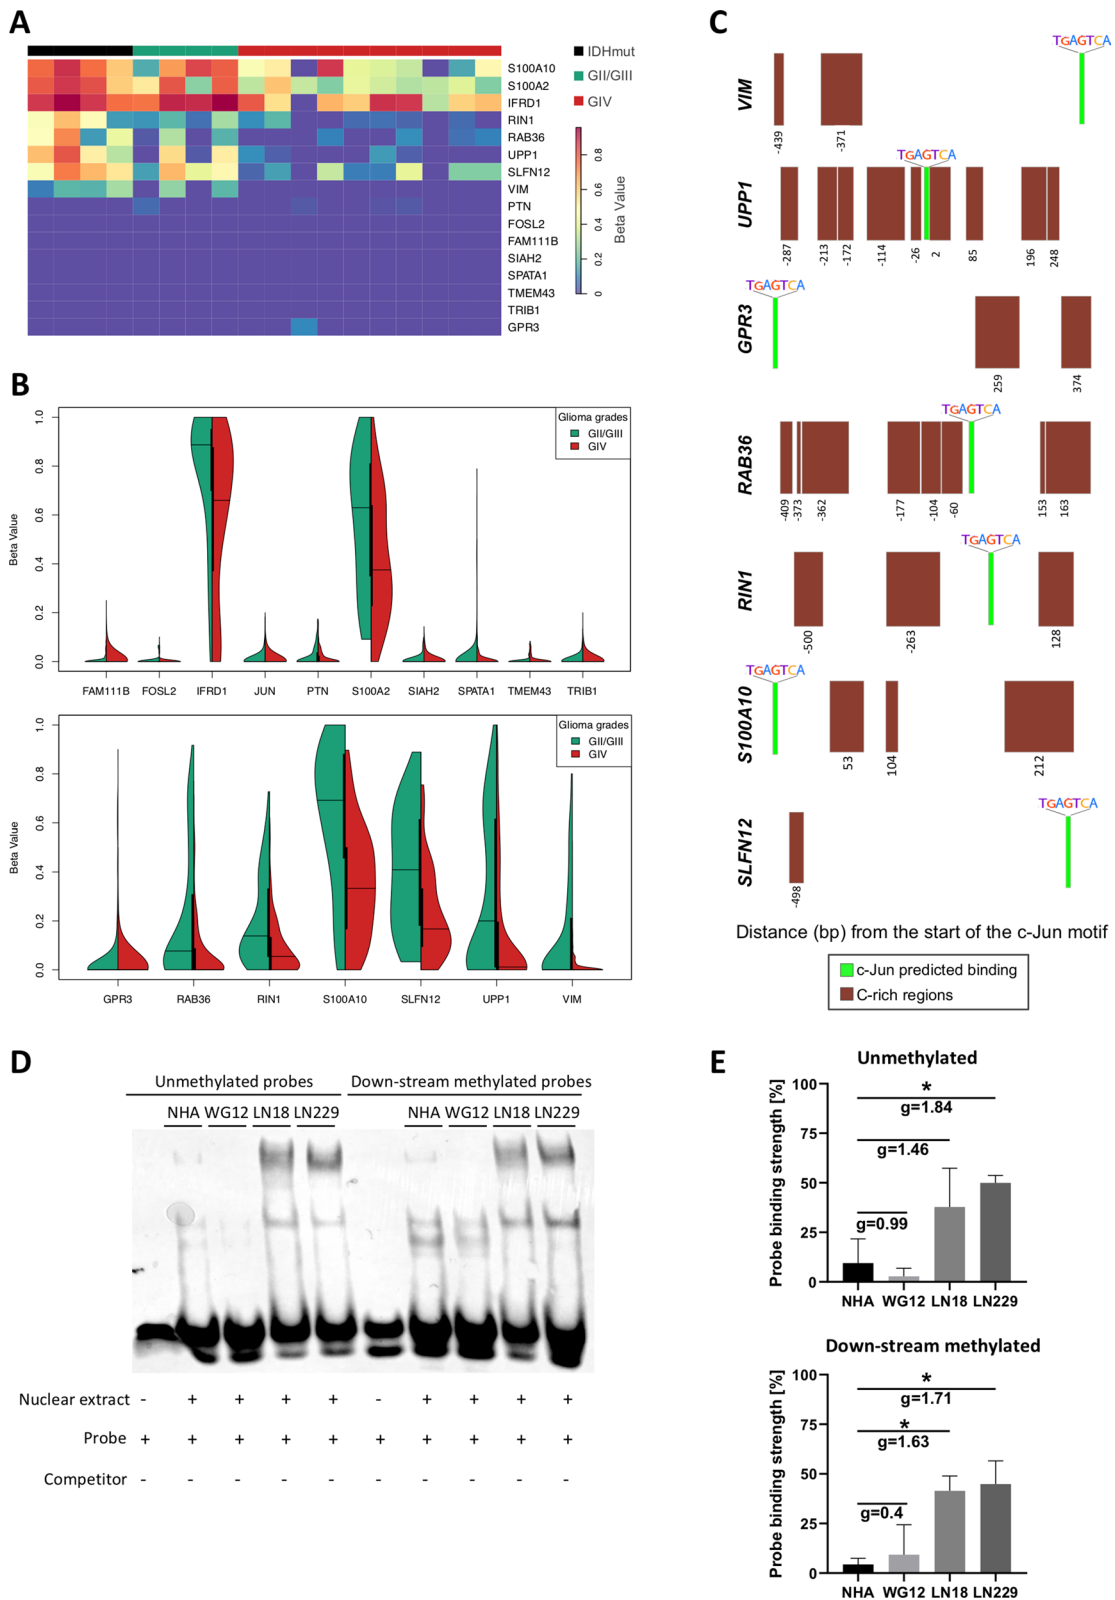 A
IDHmut
GII/GIII
GIV
S100A10
S100A2
IFRD1
RIN1
RAB36
UPP1
SLFN12
VIM
PTN
FOSL2
FAM111B
SIAH2
SPATA1
TMEM43
TRIB1
GPR3
0.8
0.6
0.4
0.2
0
Beta Value
B
Glioma grades
GII/GIII
GIV
Beta Value
1.0
0.8
0.6
0.4
0.2
0.0
FAM111B FOSL2 IFRD1 JUN PTN S100A2 SIAH2 SPATA1 TMEM43 TRIB1
Glioma grades
GII/GIII
GIV
Beta Value
1.0
0.8
0.6
0.4
0.2
0.0
GPR3 RAB36 RIN1 S100A10 SLFN12 UPP1 VIM
C
TGAGTCA
VIM
-439 -371
TGAGTCA
UPP1
-287 -213 -172 -114 -26 2 85 196 248
TGAGTCA
GPR3
259 374
TGAGTCA
RAB36
-409 -373 -362 -177 -104 -60 153 163
TGAGTCA
RIN1
-500 -263 128
TGAGTCA
S100A10
53 104 212
TGAGTCA
SLFN12
-498
Distance (bp) from the start of the c-Jun motif
c-Jun predicted binding
C-rich regions
D
Unmethylated probes Down-stream methylated probes
NHA WG12 LN18 LN229 NHA WG12 LN18 LN229
Nuclear extract - + + + + - + + + +
Probe + + + + + + + + + +
Competitor - - - - - - - - - -
E
Unmethylated
Probe binding strength [%]
100
75
50
25
0
*
g=1.84
g=1.46
g=0.99
NHA WG12 LN18 LN229
Down-stream methylated
Probe binding strength [%]
100
75
50
25
0
*
g=1.71
*
g=1.63
g=0.4
NHA WG12 LN18 LN229